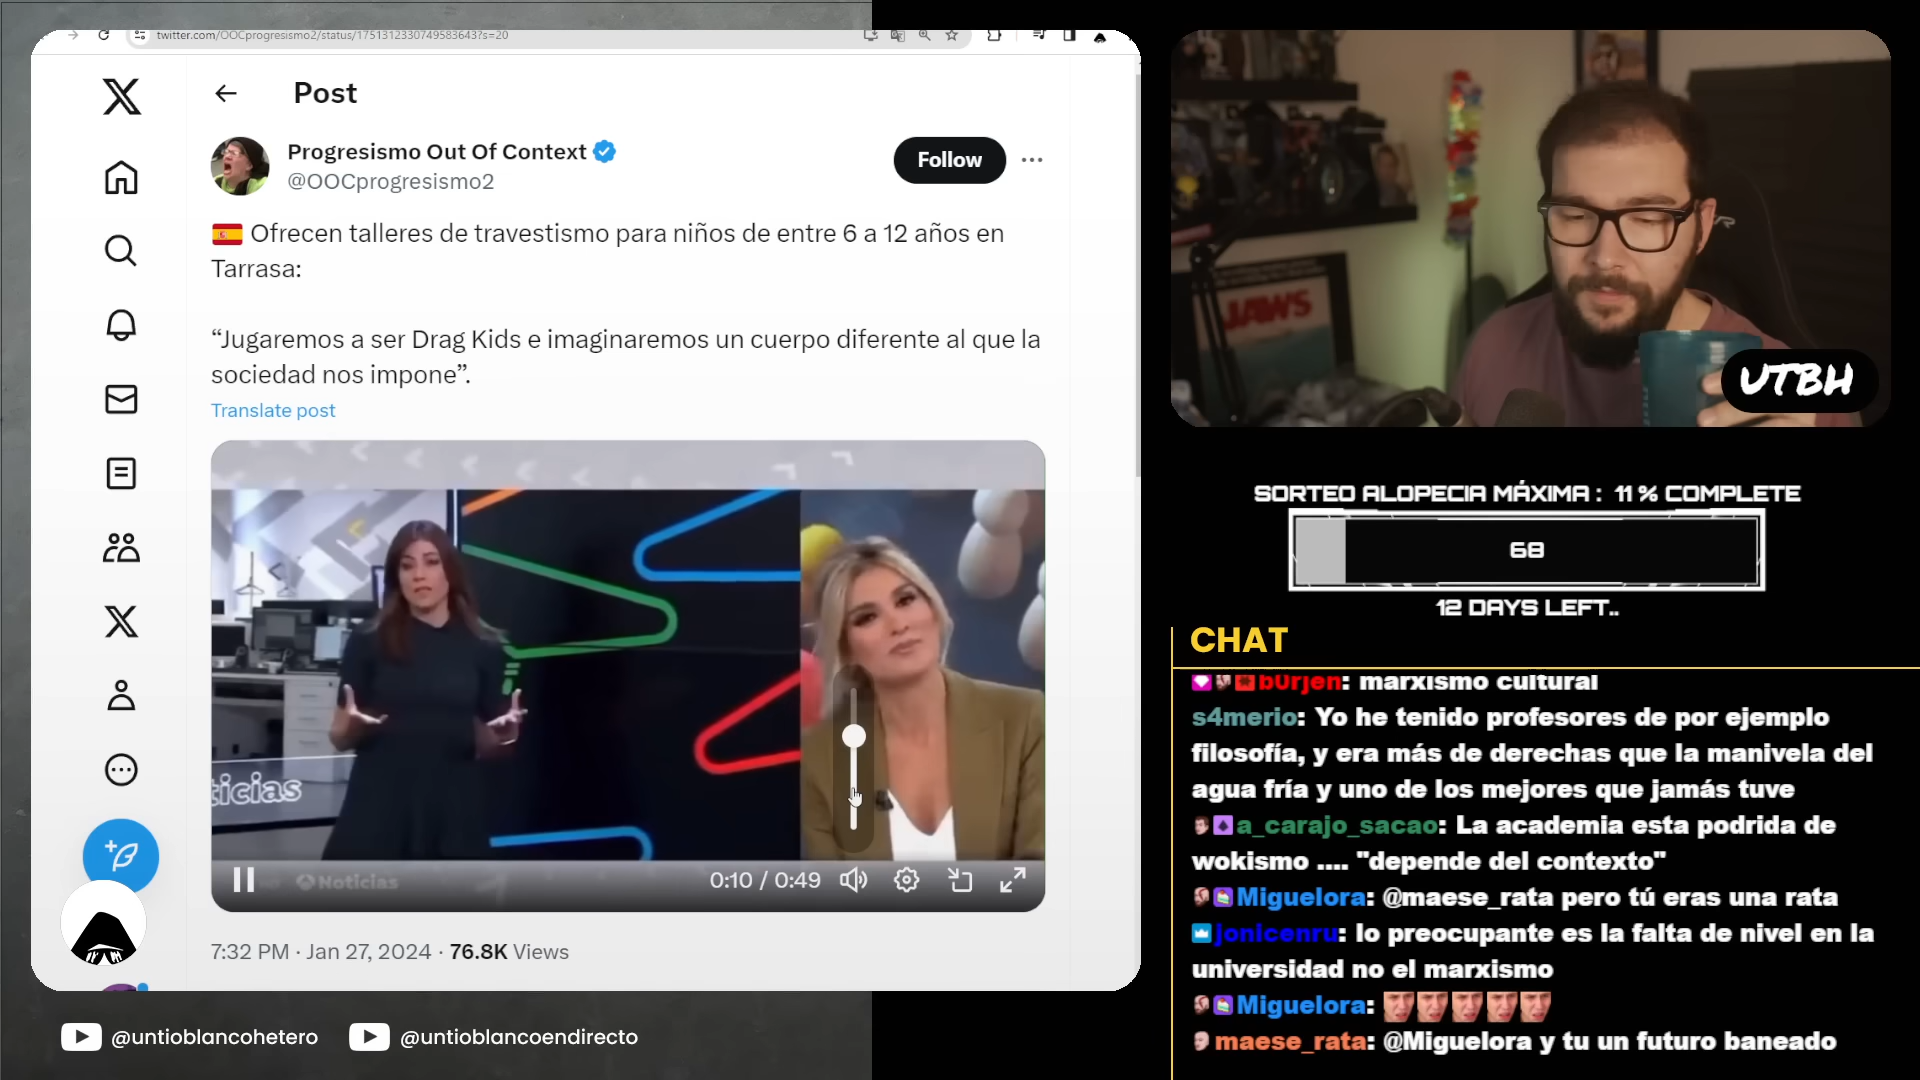 twitter.com/OOCprogresismo2/status/1751312330749583643?s=20
Post
Progresismo Out Of Context
@OOCprogresismo2
Follow
Ofrecen talleres de travestismo para niños de entre 6 a 12 años en
Tarrasa:
“Jugaremos a ser Drag Kids e imaginaremos un cuerpo diferente al que la
sociedad nos impone”.
Translate post
ticias
Noticias
0:10 / 0:49
7:32 PM · Jan 27, 2024 · 76.8K Views
@untioblancohetero
@untioblancoendirecto
JAWS
UTBH
SORTEO ALOPECIA MÁXIMA : 11 % COMPLETE
68
12 DAYS LEFT..
CHAT
b0rjen: marxismo cultural
s4merio: Yo he tenido profesores de por ejemplo
filosofía, y era más de derechas que la manivela del
agua fría y uno de los mejores que jamás tuve
a_carajo_sacao: La academia esta podrida de
wokismo .... "depende del contexto"
Miguelora: @maese_rata pero tú eras una rata
jonicenru: lo preocupante es la falta de nivel en la
universidad no el marxismo
Miguelora:
maese_rata: @Miguelora y tu un futuro baneado